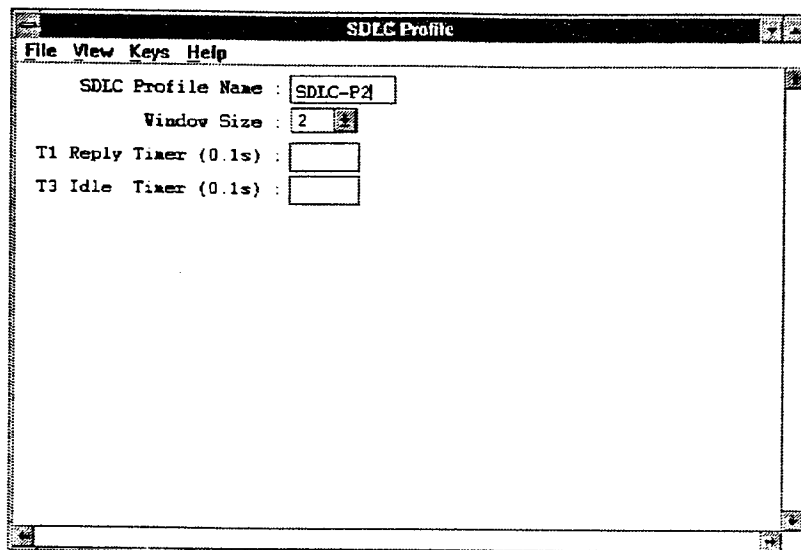 SDLC Profile
File View Keys Help
SDLC Profile Name : SDLC-P2
Window Size : 2
T1 Reply Timer (0.1s) :
T3 Idle Timer (0.1s) :